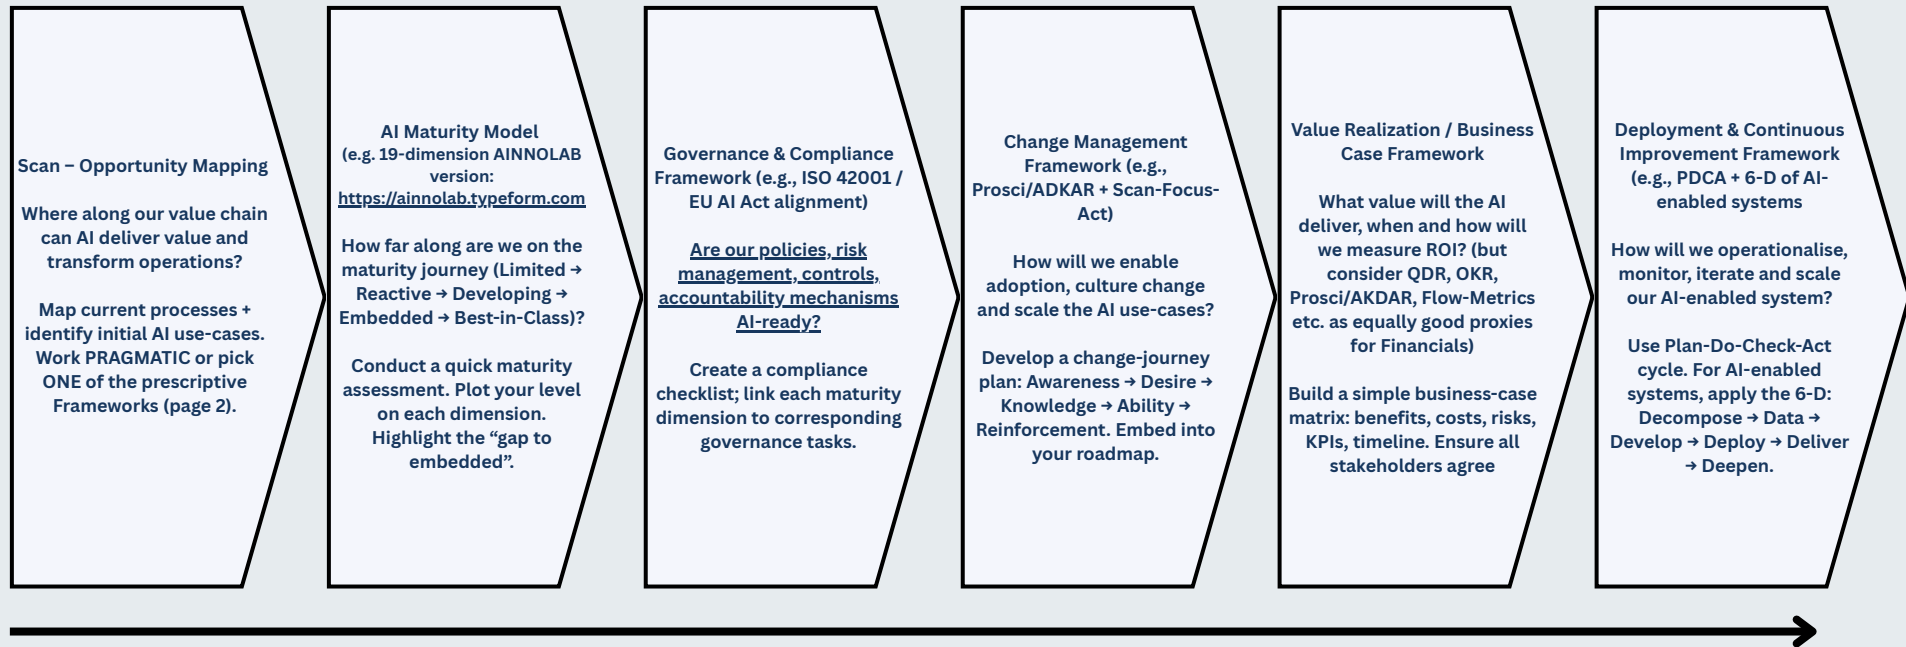 Scan – Opportunity Mapping
Where along our value chain
can AI deliver value and
transform operations?
Map current processes +
identify initial AI use-cases.
Work PRAGMATIC or pick
ONE of the prescriptive
Frameworks (page 2).
AI Maturity Model
(e.g. 19-dimension AINNOLAB
version:
https://ainnolab.typeform.com
How far along are we on the
maturity journey (Limited →
Reactive → Developing →
Embedded → Best-in-Class)?
Conduct a quick maturity
assessment. Plot your level
on each dimension.
Highlight the “gap to
embedded”.
Governance & Compliance
Framework (e.g., ISO 42001 /
EU AI Act alignment)
Are our policies, risk
management, controls,
accountability mechanisms
AI-ready?
Create a compliance
checklist; link each maturity
dimension to corresponding
governance tasks.
Change Management
Framework (e.g.,
Prosci/ADKAR + Scan-Focus-
Act)
How will we enable
adoption, culture change
and scale the AI use-cases?
Develop a change-journey
plan: Awareness → Desire →
Knowledge → Ability →
Reinforcement. Embed into
your roadmap.
Value Realization / Business
Case Framework
What value will the AI
deliver, when and how will
we measure ROI? (but
consider QDR, OKR,
Prosci/AKDAR, Flow-Metrics
etc. as equally good proxies
for Financials)
Build a simple business-case
matrix: benefits, costs, risks,
KPIs, timeline. Ensure all
stakeholders agree
Deployment & Continuous
Improvement Framework
(e.g., PDCA + 6-D of AI-
enabled systems
How will we operationalise,
monitor, iterate and scale
our AI-enabled system?
Use Plan-Do-Check-Act
cycle. For AI-enabled
systems, apply the 6-D:
Decompose → Data →
Develop → Deploy → Deliver
→ Deepen.